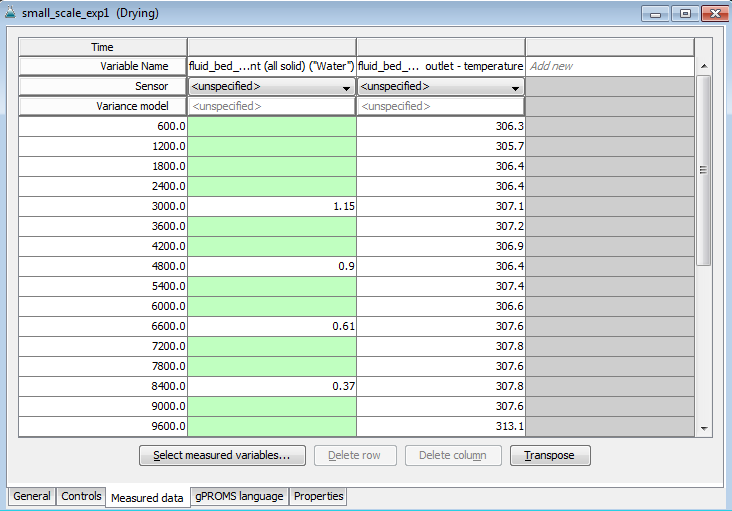 small_scale_exp1 (Drying)
Time
Variable Name fluid_bed_...nt (all solid) ("Water") fluid_bed_... outlet - temperature Add new
Sensor <unspecified> <unspecified>
Variance model <unspecified> <unspecified>
600.0 306.3
1200.0 305.7
1800.0 306.4
2400.0 306.4
3000.0 1.15 307.1
3600.0 307.2
4200.0 306.9
4800.0 0.9 306.4
5400.0 307.4
6000.0 306.6
6600.0 0.61 307.6
7200.0 307.8
7800.0 307.6
8400.0 0.37 307.8
9000.0 307.6
9600.0 313.1
Select measured variables... Delete row Delete column Transpose
General Controls Measured data gPROMS language Properties